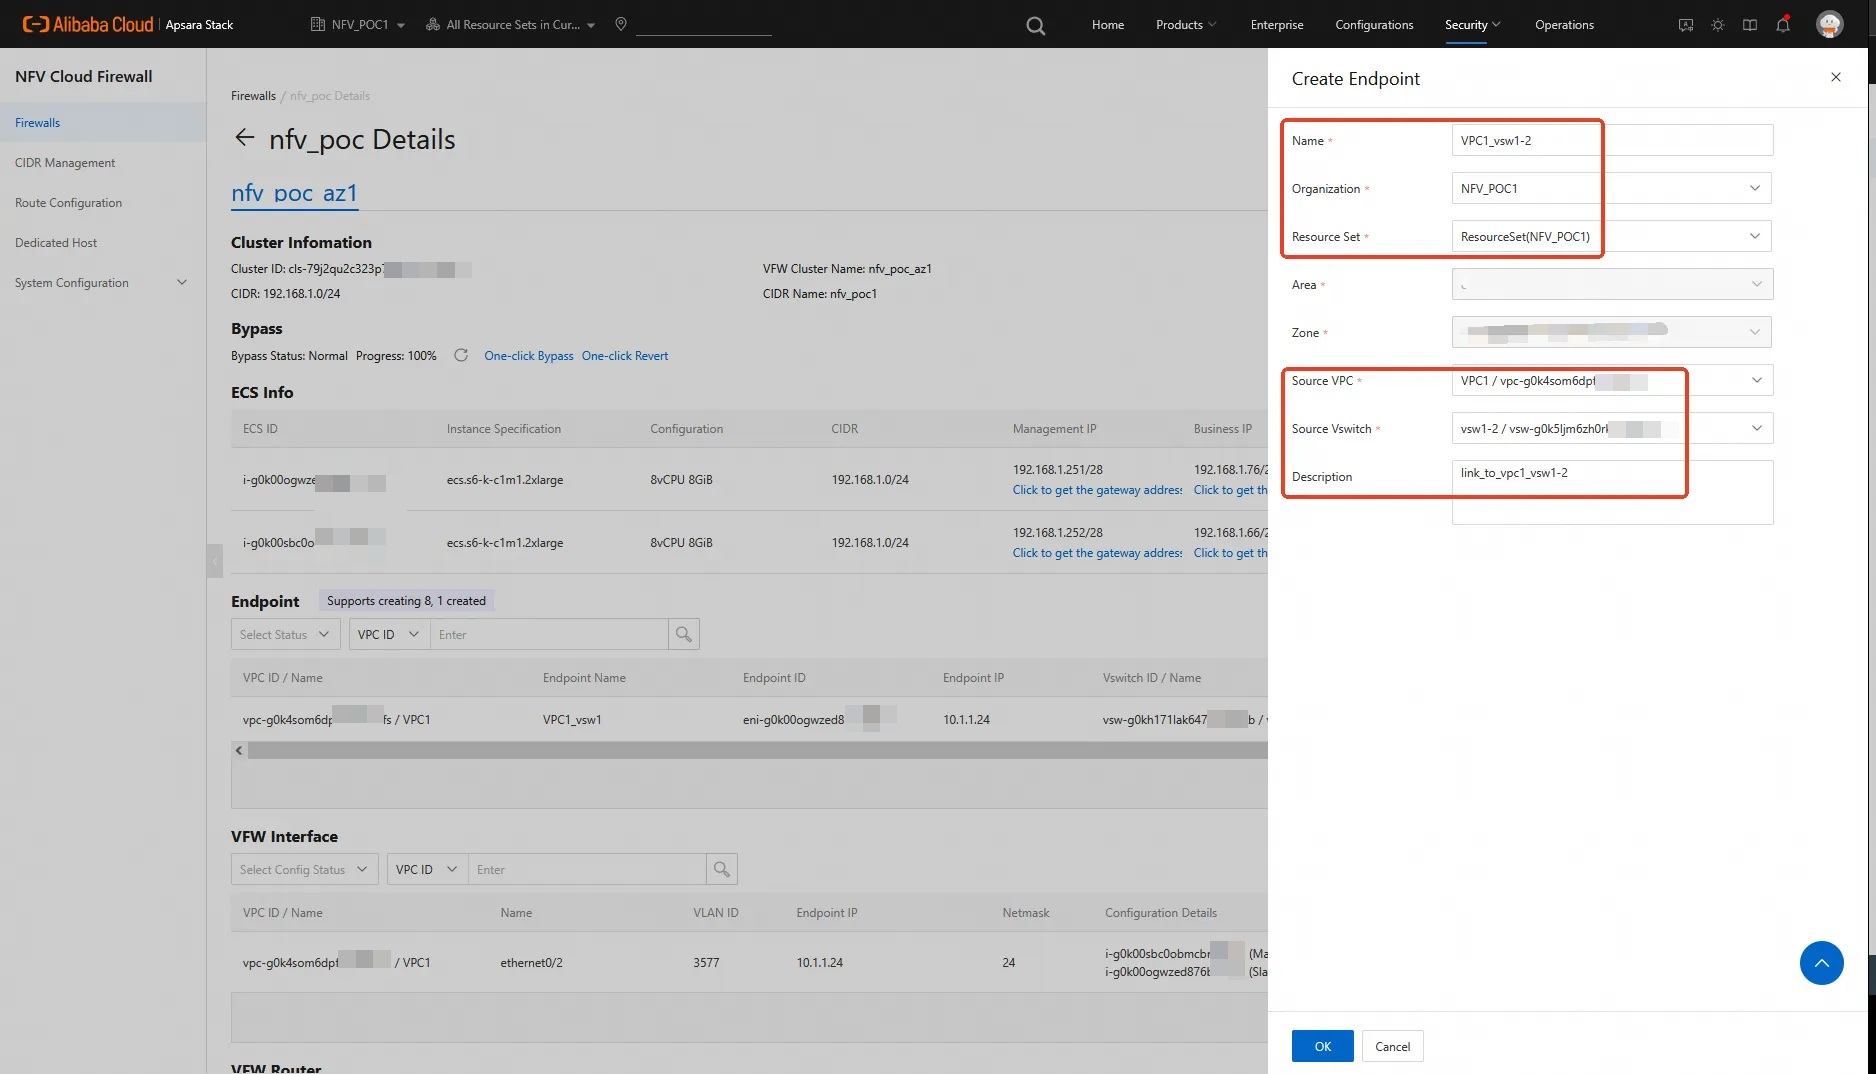 Alibaba Cloud | Apsara Stack
NFV_POC1
All Resource Sets in Cur...
Home
Products
Enterprise
Configurations
Security
Operations
NFV Cloud Firewall
Firewalls
CIDR Management
Route Configuration
Dedicated Host
System Configuration
Firewalls / nfv_poc Details
nfv_poc Details
nfv_poc_az1
Cluster Infomation
Cluster ID: cls-79j2qu2c323p
VFW Cluster Name: nfv_poc_az1
CIDR: 192.168.1.0/24
CIDR Name: nfv_poc1
Bypass
Bypass Status: Normal Progress: 100% One-click Bypass One-click Revert
ECS Info
ECS ID Instance Specification Configuration CIDR Management IP Business IP
i-g0k00ogwze ecs.s6-k-c1m1.2xlarge 8vCPU 8GiB 192.168.1.0/24 192.168.1.251/28 192.168.1.76/2
Click to get the gateway address Click to get th
i-g0k00sbc0o ecs.s6-k-c1m1.2xlarge 8vCPU 8GiB 192.168.1.0/24 192.168.1.252/28 192.168.1.66/2
Click to get the gateway address Click to get th
Endpoint Supports creating 8, 1 created
Select Status VPC ID Enter
VPC ID / Name Endpoint Name Endpoint ID Endpoint IP Vswitch ID / Name
vpc-g0k4som6dp fs / VPC1 VPC1_vsw1 eni-g0k00ogwzed8 10.1.1.24 vsw-g0kh171lak647 b /
VFW Interface
Select Config Status VPC ID Enter
VPC ID / Name Name VLAN ID Endpoint IP Netmask Configuration Details
vpc-g0k4som6dpf / VPC1 ethernet0/2 3577 10.1.1.24 24 i-g0k00sbc0obmcbr (Ma
i-g0k00ogwzed876b (Sla
VFW Router
Create Endpoint
Name * VPC1_vsw1-2
Organization * NFV_POC1
Resource Set * ResourceSet(NFV_POC1)
Area *
Zone *
Source VPC * VPC1 / vpc-g0k4som6dpf
Source Vswitch * vsw1-2 / vsw-g0k5ljm6zh0rk
Description link_to_vpc1_vsw1-2
OK
Cancel